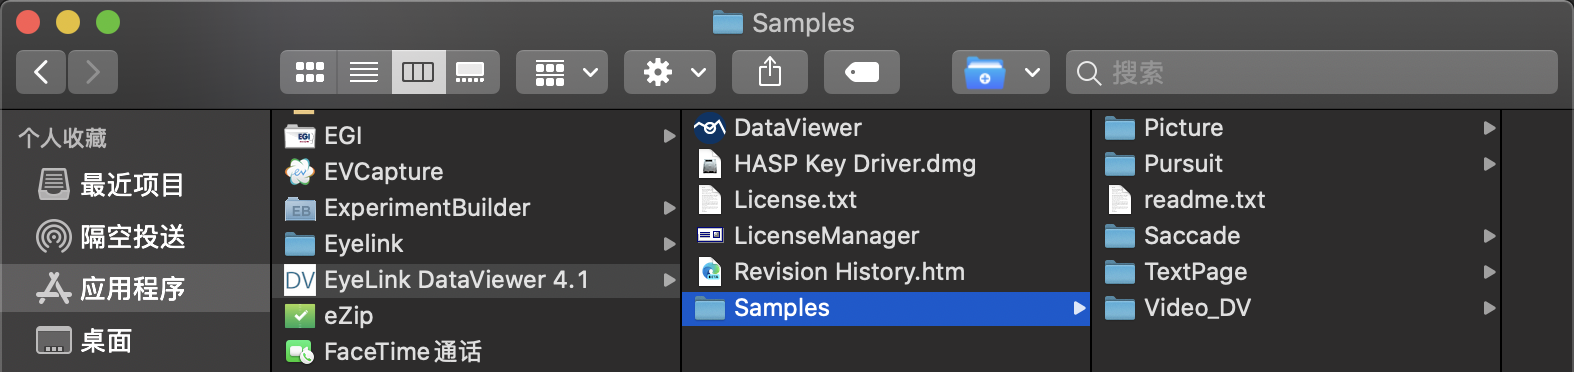 Samples
搜索
个人收藏
最近项目
隔空投送
应用程序
桌面
EGI
EVCapture
ExperimentBuilder
Eyelink
EyeLink DataViewer 4.1
eZip
FaceTime通话
DataViewer
HASP Key Driver.dmg
License.txt
LicenseManager
Revision History.htm
Samples
Picture
Pursuit
readme.txt
Saccade
TextPage
Video_DV